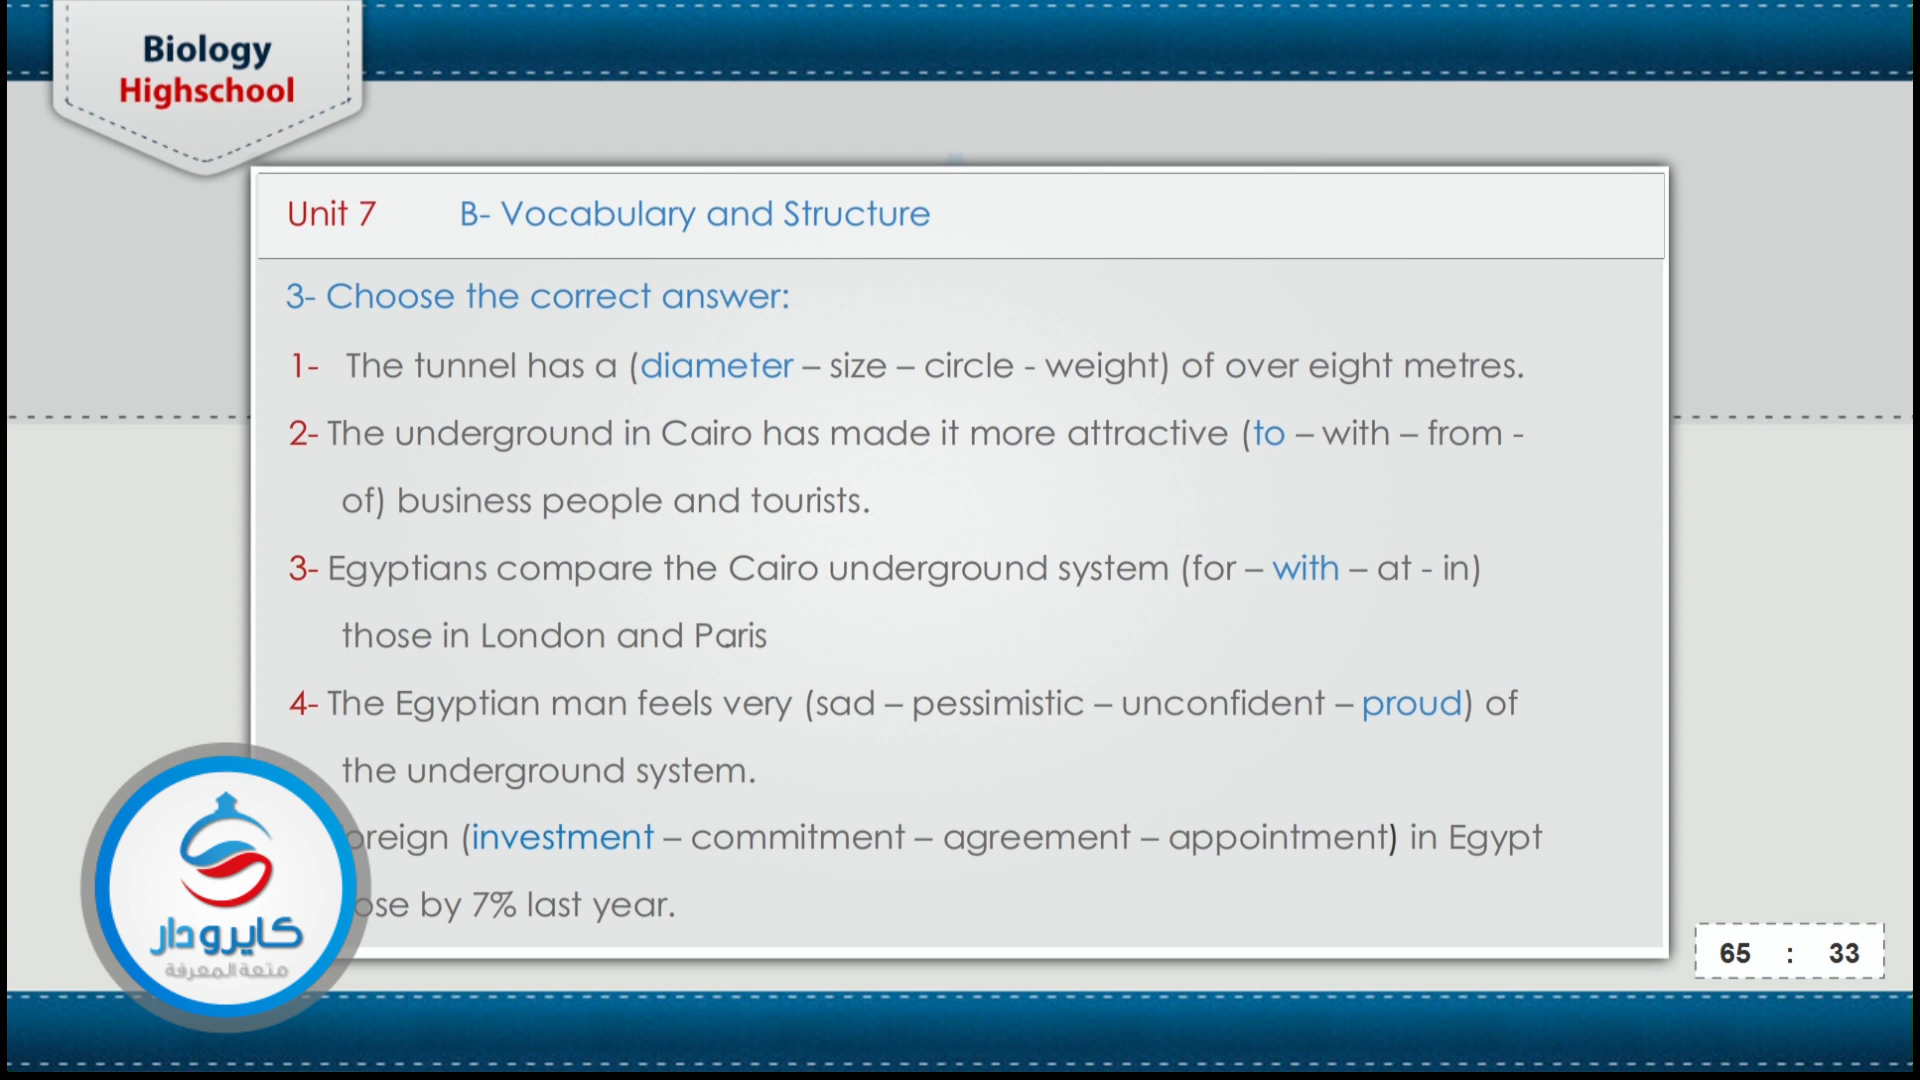 Biology
Highschool
Unit 7 B- Vocabulary and Structure
3- Choose the correct answer:
1- The tunnel has a (diameter – size – circle - weight) of over eight metres.
2- The underground in Cairo has made it more attractive (to – with – from -
of) business people and tourists.
3- Egyptians compare the Cairo underground system (for – with – at - in)
those in London and Paris
4- The Egyptian man feels very (sad – pessimistic – unconfident – proud) of
the underground system.
oreign (investment – commitment – agreement – appointment) in Egypt
ose by 7% last year.
كايرودار
متعة المعرفة
65 : 33